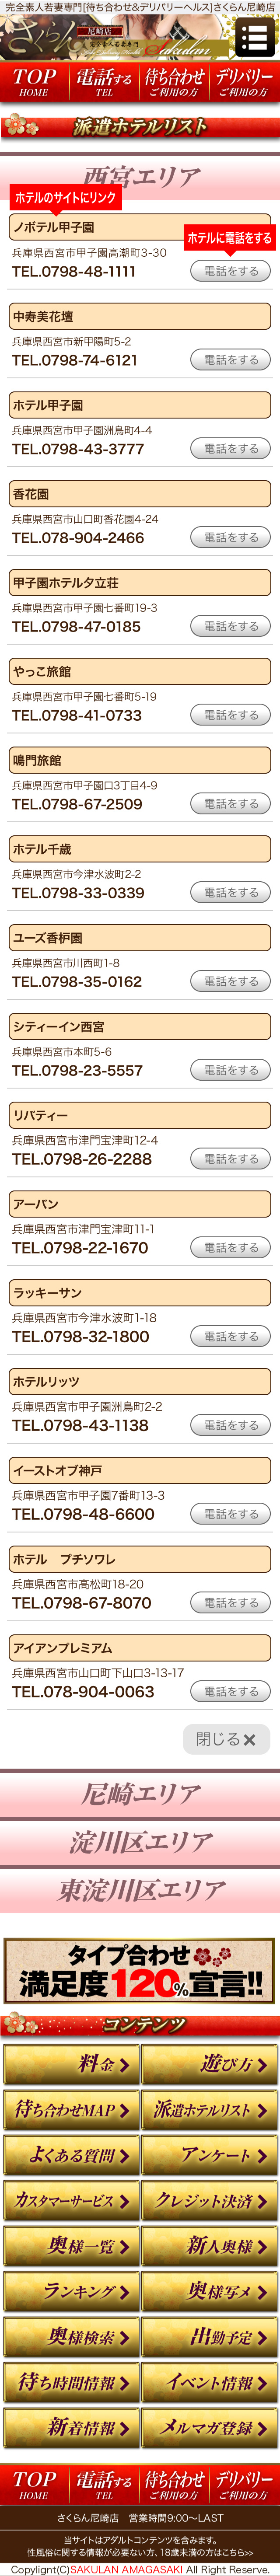 完全素人若妻専門[待ち合わせ&デリバリーヘルス]さくらん尼崎店
さくらん 尼崎店
完全素人若妻専門 Sakulan
TOP 電話する 待ち合わせ デリバリー
HOME TEL ご利用の方 ご利用の方
派遣ホテルリスト
西宮エリア
ホテルのサイトにリンク
ノボテル甲子園
ホテルに電話をする
兵庫県西宮市甲子園高潮町3-30
TEL.0798-48-1111 電話をする
中寿美花壇
兵庫県西宮市新甲陽町5-2
TEL.0798-74-6121 電話をする
ホテル甲子園
兵庫県西宮市甲子園洲鳥町4-4
TEL.0798-43-3777 電話をする
香花園
兵庫県西宮市山口町香花園4-24
TEL.078-904-2466 電話をする
甲子園ホテル夕立荘
兵庫県西宮市甲子園七番町19-3
TEL.0798-47-0185 電話をする
やっこ旅館
兵庫県西宮市甲子園七番町5-19
TEL.0798-41-0733 電話をする
鳴門旅館
兵庫県西宮市甲子園口3丁目4-9
TEL.0798-67-2509 電話をする
ホテル千歳
兵庫県西宮市今津水波町2-2
TEL.0798-33-0339 電話をする
ユーズ香枦園
兵庫県西宮市川西町1-8
TEL.0798-35-0162 電話をする
シティーイン西宮
兵庫県西宮市本町5-6
TEL.0798-23-5557 電話をする
リバティー
兵庫県西宮市津門宝津町12-4
TEL.0798-26-2288 電話をする
アーバン
兵庫県西宮市津門宝津町11-1
TEL.0798-22-1670 電話をする
ラッキーサン
兵庫県西宮市今津水波町1-18
TEL.0798-32-1800 電話をする
ホテルリッツ
兵庫県西宮市甲子園洲鳥町2-2
TEL.0798-43-1138 電話をする
イーストオブ神戸
兵庫県西宮市甲子園7番町13-3
TEL.0798-48-6600 電話をする
ホテル　プチソワレ
兵庫県西宮市高松町18-20
TEL.0798-67-8070 電話をする
アイアンプレミアム
兵庫県西宮市山口町下山口3-13-17
TEL.078-904-0063 電話をする
閉じる×
尼崎エリア
淀川区エリア
東淀川区エリア
タイプ合わせ
満足度120%宣言!!
コンテンツ
料金 遊び方
待ち合わせMAP 派遣ホテルリスト
よくある質問 アンケート
カスタマーサービス クレジット決済
奥様一覧 新人奥様
ランキング 奥様写メ
奥様検索 出勤予定
待ち時間情報 イベント情報
新着情報 メルマガ登録
TOP 電話する 待ち合わせ デリバリー
HOME TEL ご利用の方 ご利用の方
さくらん尼崎店　営業時間9:00〜LAST
当サイトはアダルトコンテンツを含みます。
性風俗に関する情報が必要ない方、18歳未満の方はこちら>>
Copyright(C)SAKULAN AMAGASAKI All Right Reserve.